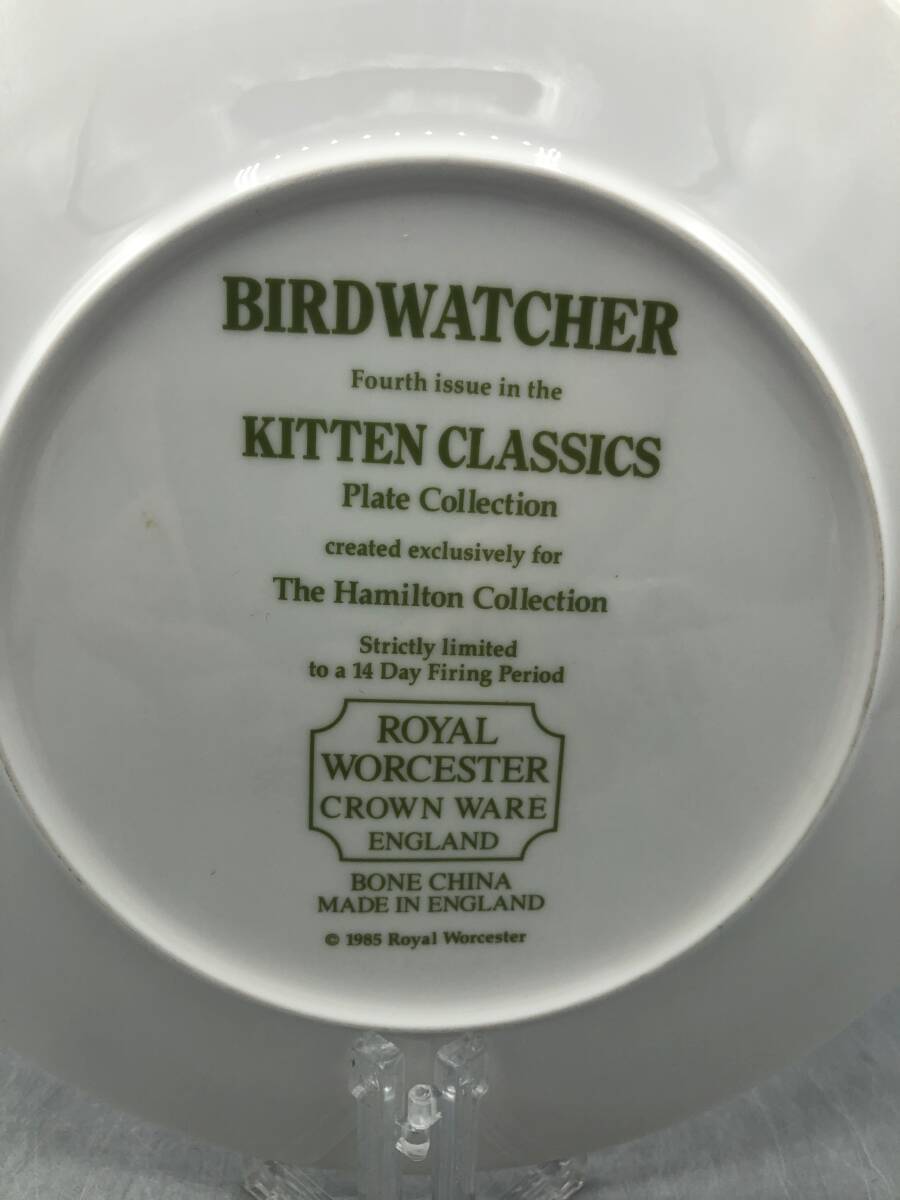 BIRDWATCHER
Fourth issue in the
KITTEN CLASSICS
Plate Collection
created exclusively for
The Hamilton Collection
Strictly limited
to a 14 Day Firing Period
ROYAL
WORCESTER
CROWN WARE
ENGLAND
BONE CHINA
MADE IN ENGLAND
© 1985 Royal Worcester